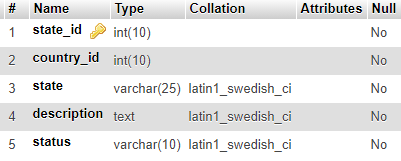 # Name Type Collation Attributes Null
1 state_id int(10) No
2 country_id int(10) No
3 state varchar(25) latin1_swedish_ci No
4 description text latin1_swedish_ci No
5 status varchar(10) latin1_swedish_ci No